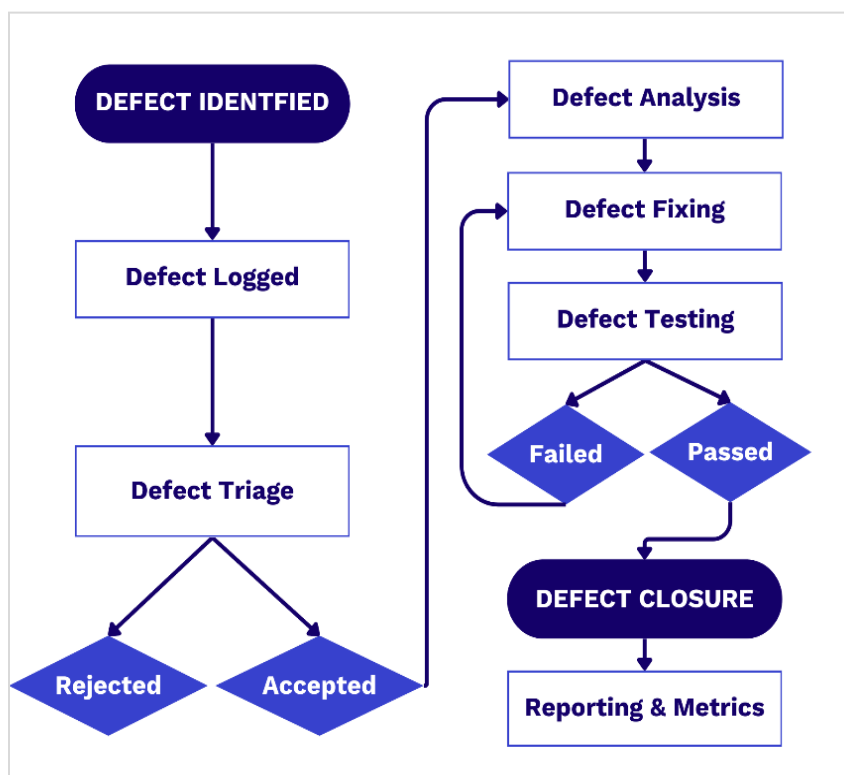 DEFECT IDENTFIED
Defect Logged
Defect Triage
Rejected
Accepted
Defect Analysis
Defect Fixing
Defect Testing
Failed
Passed
DEFECT CLOSURE
Reporting & Metrics